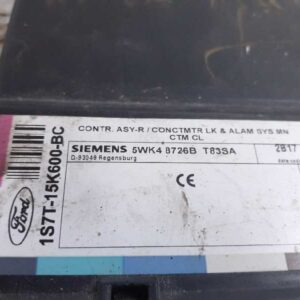 CONTR. ASY-R / CONCTMTR LK & ALAM SYS MN
CTM CL
SIEMENS 5WK4 8726B T83SA
2B17
D-93049 Regensburg
CE
Ford
1S7T-15K600-BC